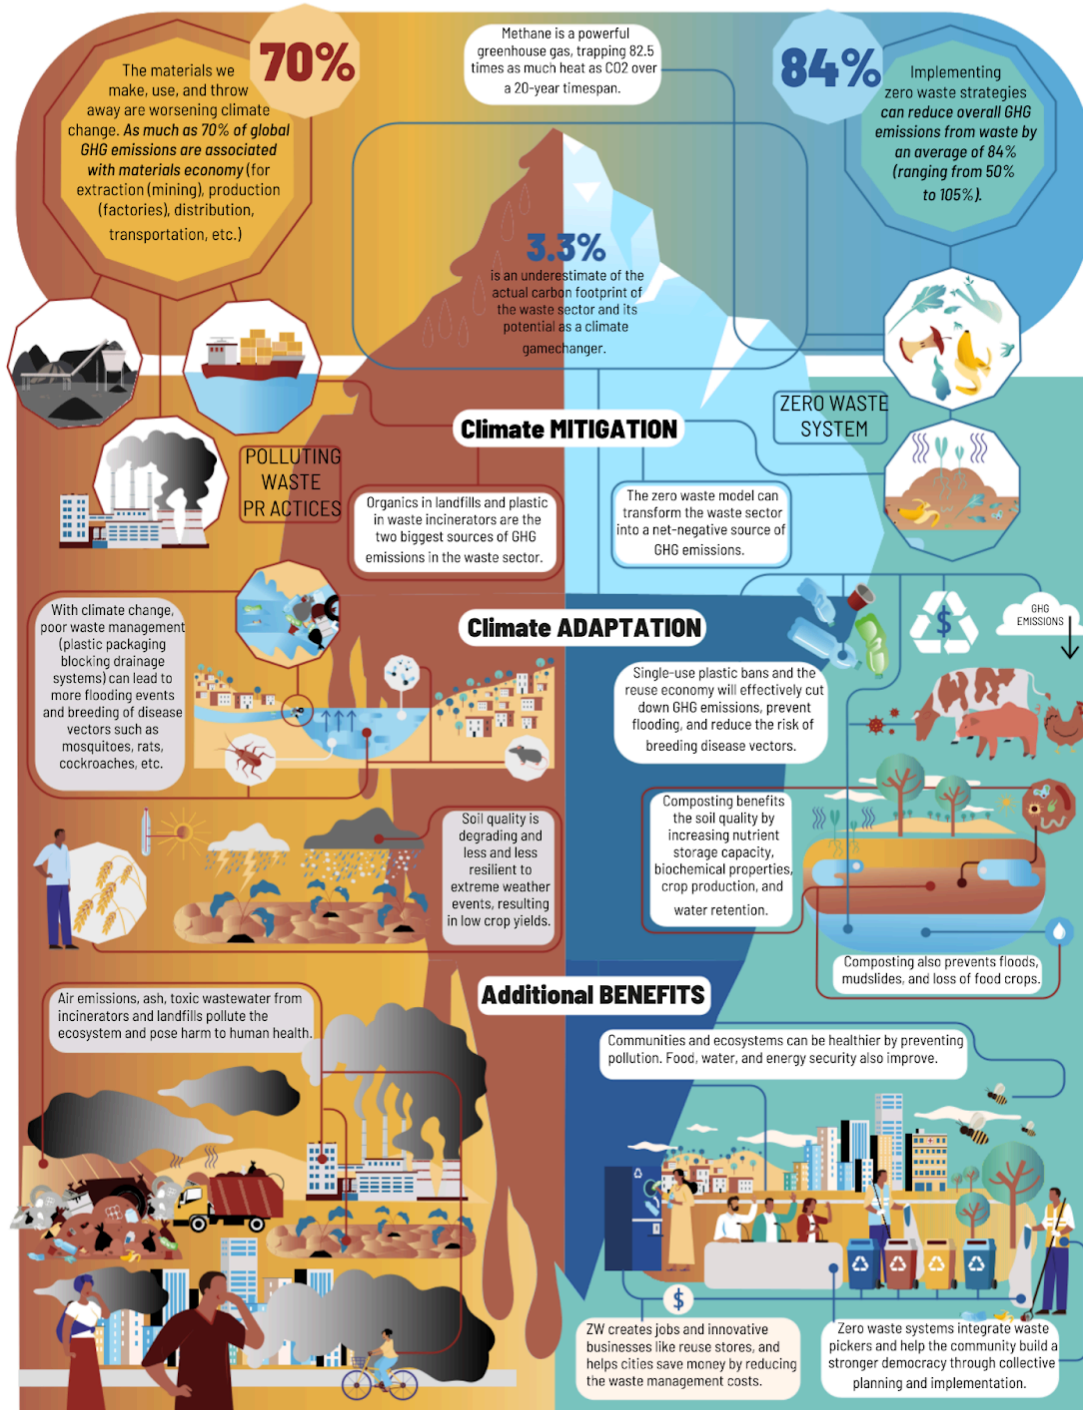 70%
The materials we
make, use, and throw
away are worsening climate
change. As much as 70% of global
GHG emissions are associated
with materials economy (for
extraction (mining), production
(factories), distribution,
transportation, etc.)
Methane is a powerful
greenhouse gas, trapping 82.5
times as much heat as CO2 over
a 20-year timespan.
84%
Implementing
zero waste strategies
can reduce overall GHG
emissions from waste by
an average of 84%
(ranging from 50%
to 105%).
3.3%
is an underestimate of the
actual carbon footprint of
the waste sector and its
potential as a climate
gamechanger.
Climate MITIGATION
POLLUTING
WASTE
PR ACTICES
ZERO WASTE
SYSTEM
Organics in landfills and plastic
in waste incinerators are the
two biggest sources of GHG
emissions in the waste sector.
The zero waste model can
transform the waste sector
into a net-negative source of
GHG emissions.
Climate ADAPTATION
With climate change,
poor waste management
(plastic packaging
blocking drainage
systems) can lead to
more flooding events
and breeding of disease
vectors such as
mosquitoes, rats,
cockroaches, etc.
$
GHG
EMISSIONS
Single-use plastic bans and the
reuse economy will effectively cut
down GHG emissions, prevent
flooding, and reduce the risk of
breeding disease vectors.
Soil quality is
degrading and
less and less
resilient to
extreme weather
events, resulting
in low crop yields.
Composting benefits
the soil quality by
increasing nutrient
storage capacity,
biochemical properties,
crop production, and
water retention.
Composting also prevents floods,
mudslides, and loss of food crops.
Additional BENEFITS
Air emissions, ash, toxic wastewater from
incinerators and landfills pollute the
ecosystem and pose harm to human health.
Communities and ecosystems can be healthier by preventing
pollution. Food, water, and energy security also improve.
$
ZW creates jobs and innovative
businesses like reuse stores, and
helps cities save money by reducing
the waste management costs.
Zero waste systems integrate waste
pickers and help the community build a
stronger democracy through collective
planning and implementation.